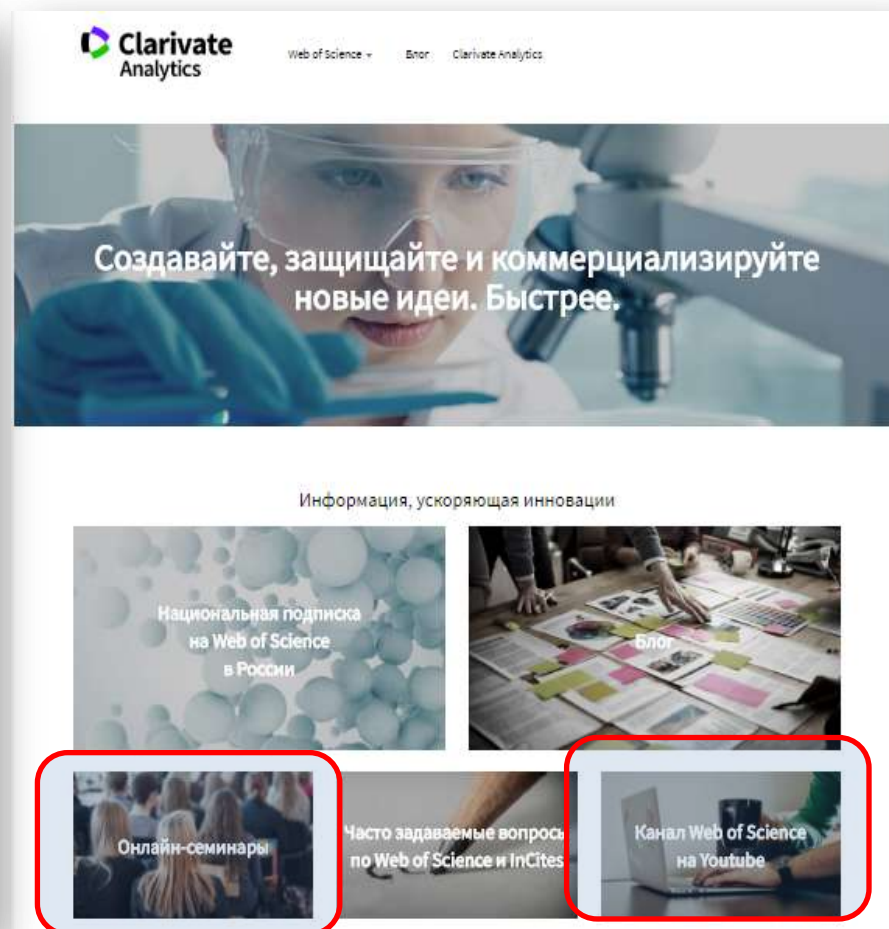 Clarivate
Analytics
Web of Science
Блог
Clarivate Analytics
Создавайте, защищайте и коммерциализируйте
новые идеи. Быстрее.
Информация, ускоряющая инновации
Национальная подписка
на Web of Science
в России
Блог
Онлайн-семинары
Часто задаваемые вопросы
по Web of Science и InCites
Канал Web of Science
на Youtube